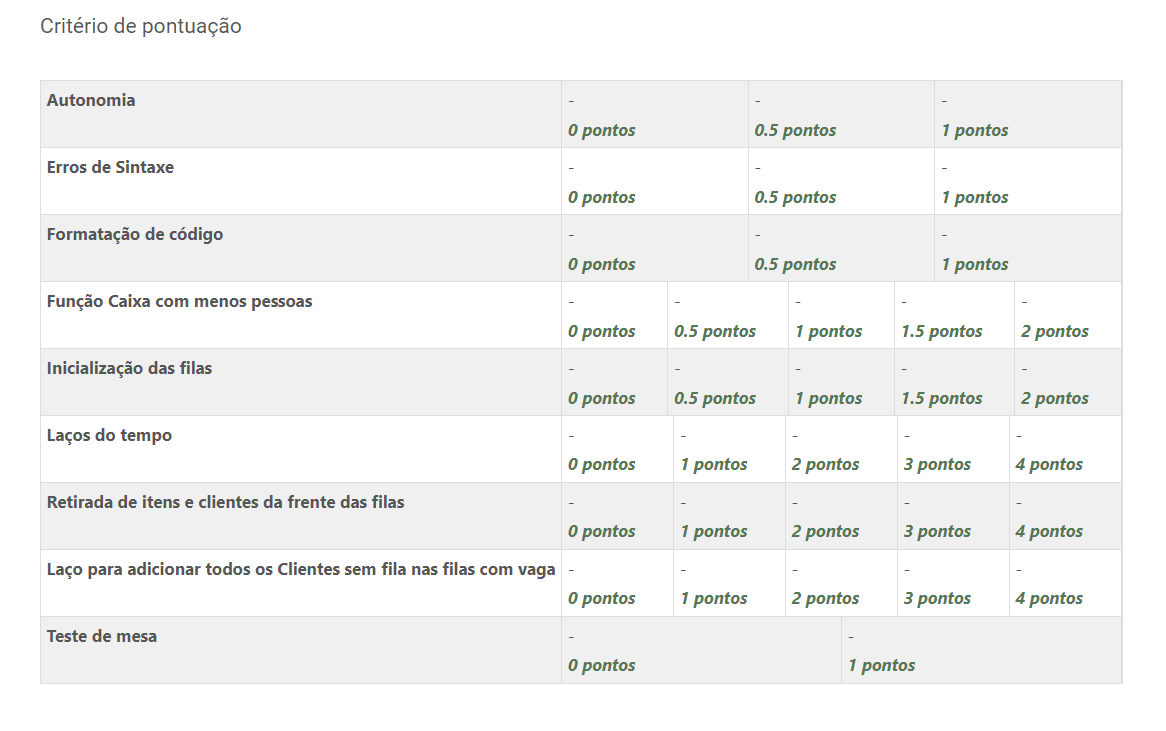 Critério de pontuação
Autonomia
-
0 pontos
-
0.5 pontos
-
1 pontos
Erros de Sintaxe
-
0 pontos
-
0.5 pontos
-
1 pontos
Formatação de código
-
0 pontos
-
0.5 pontos
-
1 pontos
Função Caixa com menos pessoas
-
0 pontos
-
0.5 pontos
-
1 pontos
-
1.5 pontos
-
2 pontos
Inicialização das filas
-
0 pontos
-
0.5 pontos
-
1 pontos
-
1.5 pontos
-
2 pontos
Laços do tempo
-
0 pontos
-
1 pontos
-
2 pontos
-
3 pontos
-
4 pontos
Retirada de itens e clientes da frente das filas
-
0 pontos
-
1 pontos
-
2 pontos
-
3 pontos
-
4 pontos
Laço para adicionar todos os Clientes sem fila nas filas com vaga
-
0 pontos
-
1 pontos
-
2 pontos
-
3 pontos
-
4 pontos
Teste de mesa
-
0 pontos
-
1 pontos